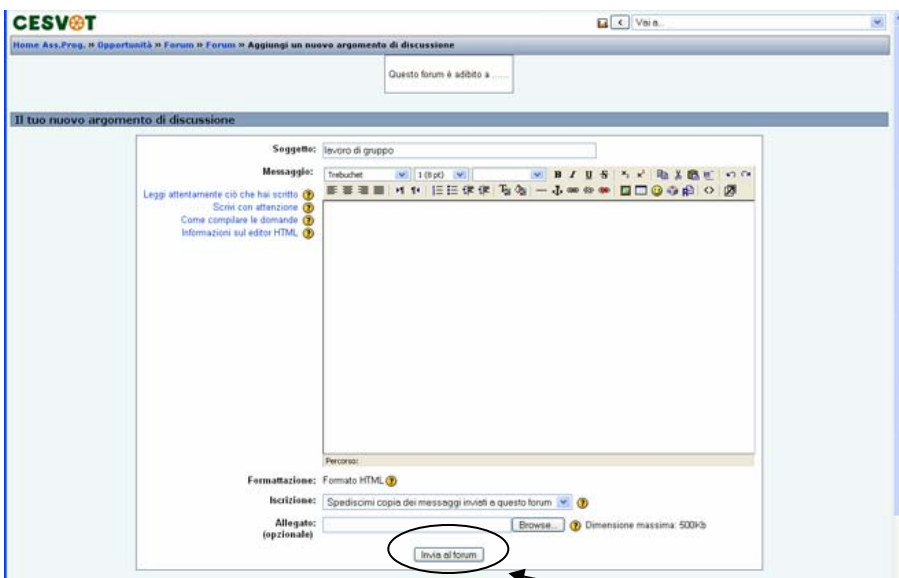 CESVOT
Vai a...
Home Ass.Prog. » Opportunità » Forum » Forum » Aggiungi un nuovo argomento di discussione
Questo forum è adibito a ......
Il tuo nuovo argomento di discussione
Soggetto: lavoro di gruppo
Messaggio: Trebuchet 1 (8 pt) B I U S
Leggi attentamente ciò che hai scritto
Scrivi con attenzione
Come compilare le domande
Informazioni sul editor HTML
Percorso:
Formattazione: Formato HTML
Iscrizione: Spediscimi copia dei messaggi inviati a questo forum
Allegato: Browse... Dimensione massima: 500Kb
(opzionale)
Invia al forum